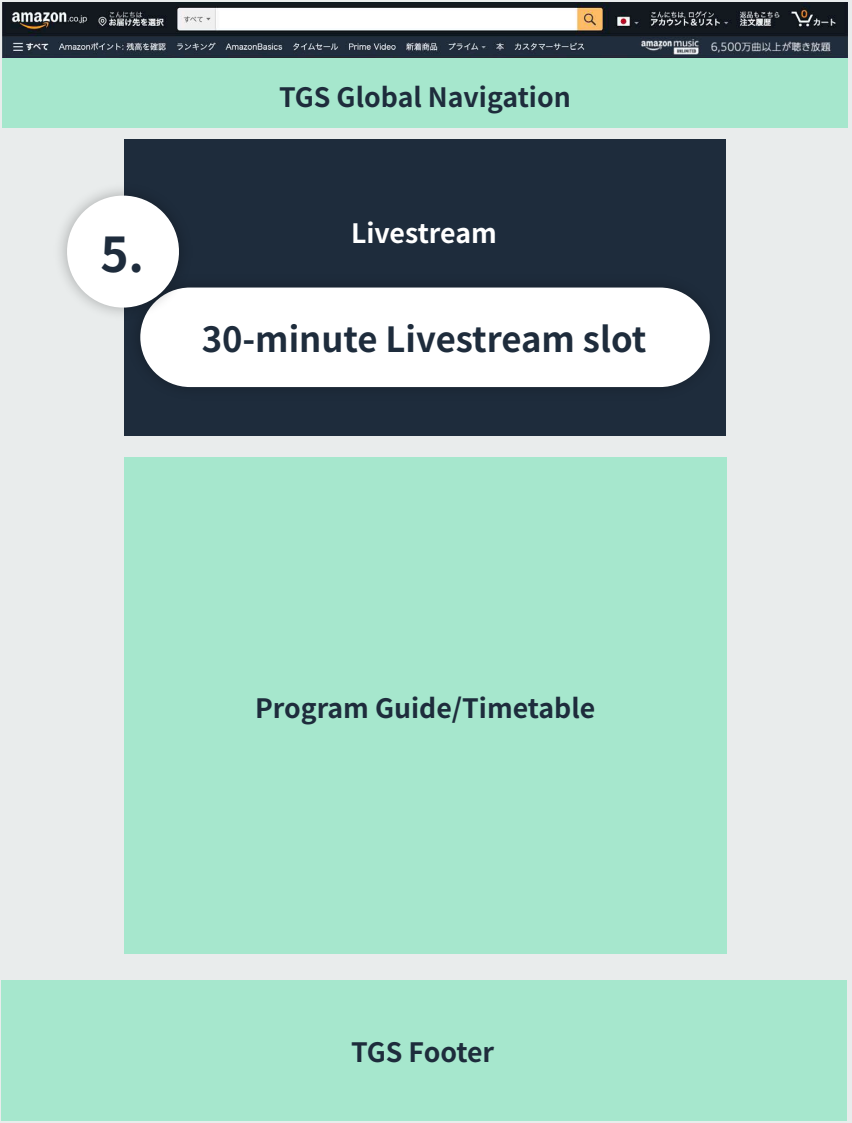 amazon.co.jp
こんにちは
お届け先を選択
すべて
こんにちは, ログイン
アカウント&リスト
返品もこちら
注文履歴
0
カート
すべて
Amazonポイント: 残高を確認
ランキング
AmazonBasics
タイムセール
Prime Video
新着商品
プライム
本
カスタマーサービス
amazon music
UNLIMITED
6,500万曲以上が聴き放題
TGS Global Navigation
Livestream
5.
30-minute Livestream slot
Program Guide/Timetable
TGS Footer